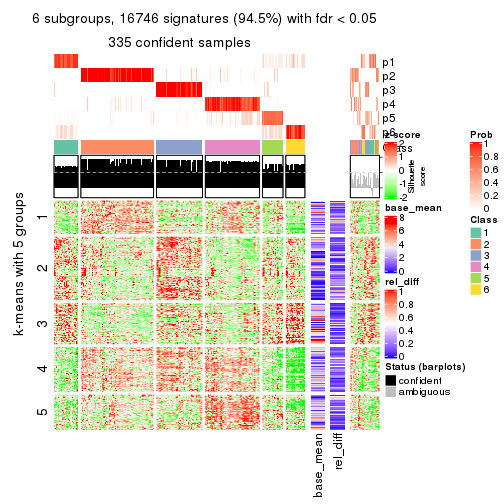 6 subgroups, 16746 signatures (94.5%) with fdr < 0.05
335 confident samples
p1
p2
p3
p4
p5
p6
Class
z-score
2
1
0
-1
-2
Silhouette
score
Prob
1
0.8
0.6
0.4
0.2
0
k-means with 5 groups
1
2
3
4
5
base_mean
8
6
4
2
0
Class
1
2
3
4
5
6
rel_diff
1
0.8
0.6
0.4
0.2
0
Status (barplots)
confident
ambiguous
base_mean
rel_diff